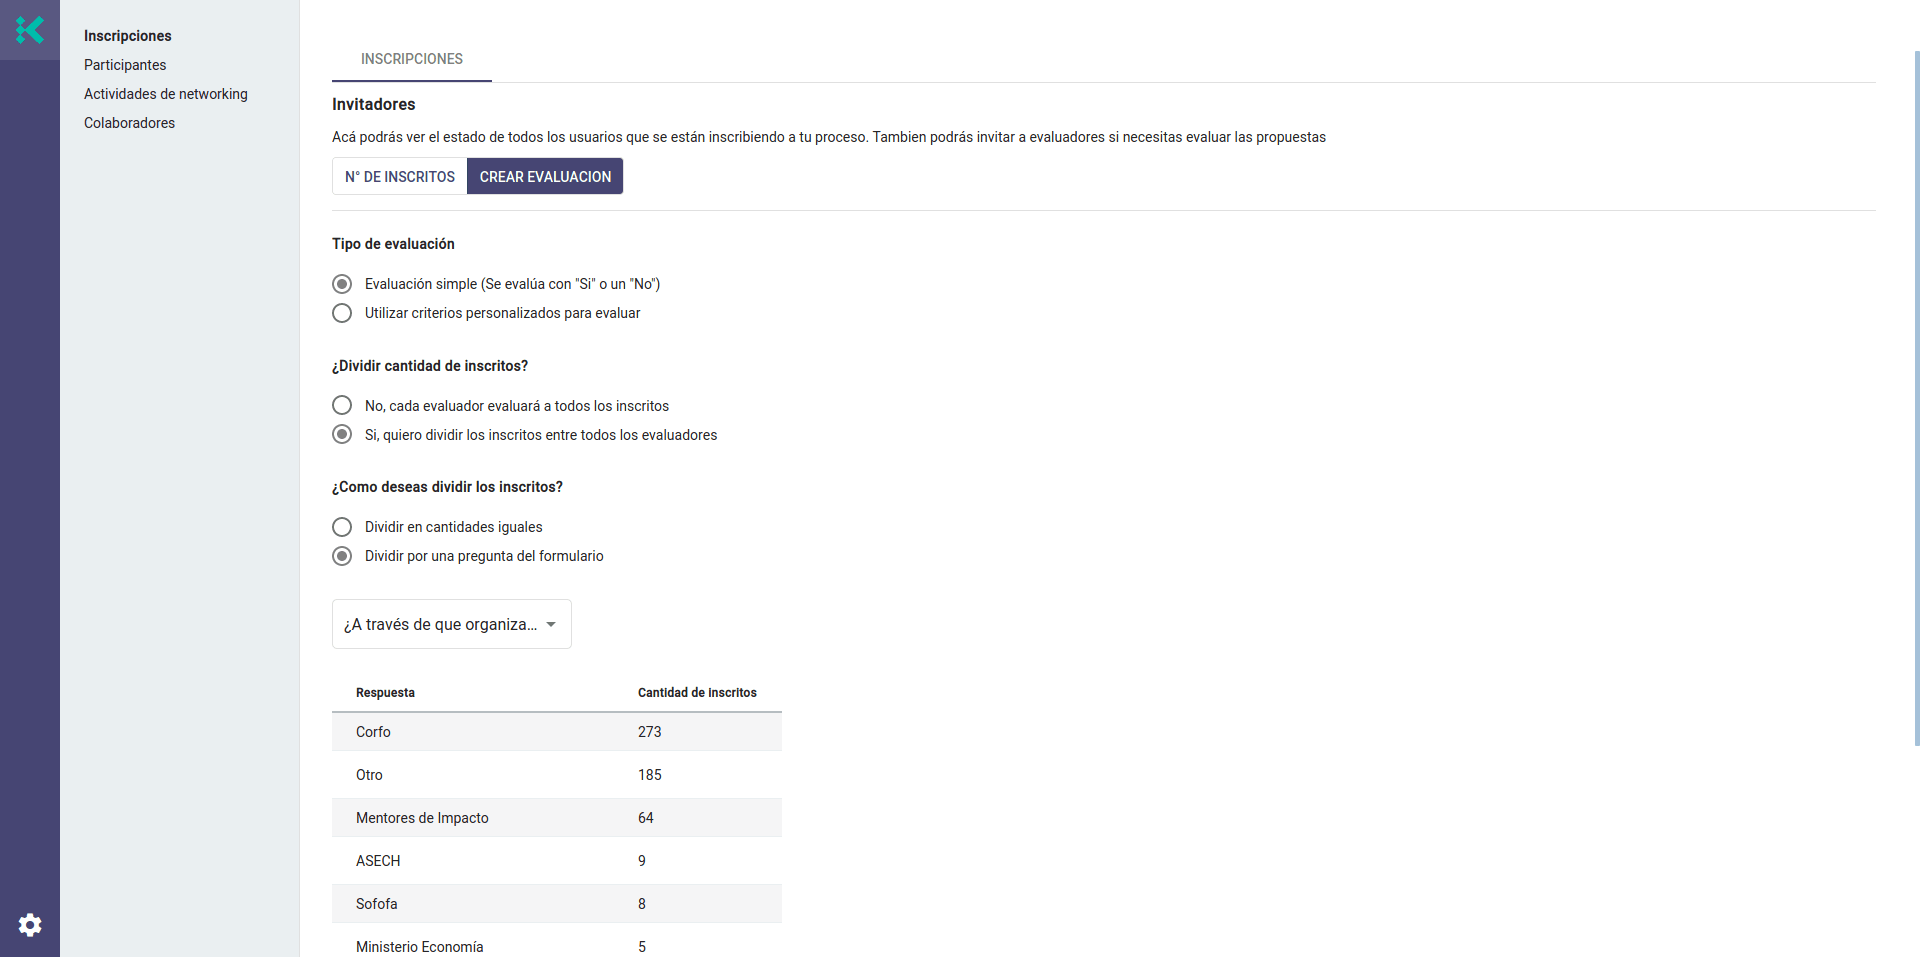 Inscripciones
Participantes
Actividades de networking
Colaboradores
INSCRIPCIONES
Invitadores
Acá podrás ver el estado de todos los usuarios que se están inscribiendo a tu proceso. Tambien podrás invitar a evaluadores si necesitas evaluar las propuestas
N° DE INSCRITOS CREAR EVALUACION
Tipo de evaluación
Evaluación simple (Se evalúa con "Si" o un "No")
Utilizar criterios personalizados para evaluar
¿Dividir cantidad de inscritos?
No, cada evaluador evaluará a todos los inscritos
Si, quiero dividir los inscritos entre todos los evaluadores
¿Como deseas dividir los inscritos?
Dividir en cantidades iguales
Dividir por una pregunta del formulario
¿A través de que organiza...
Respuesta Cantidad de inscritos
Corfo 273
Otro 185
Mentores de Impacto 64
ASECH 9
Sofofa 8
Ministerio Economía 5